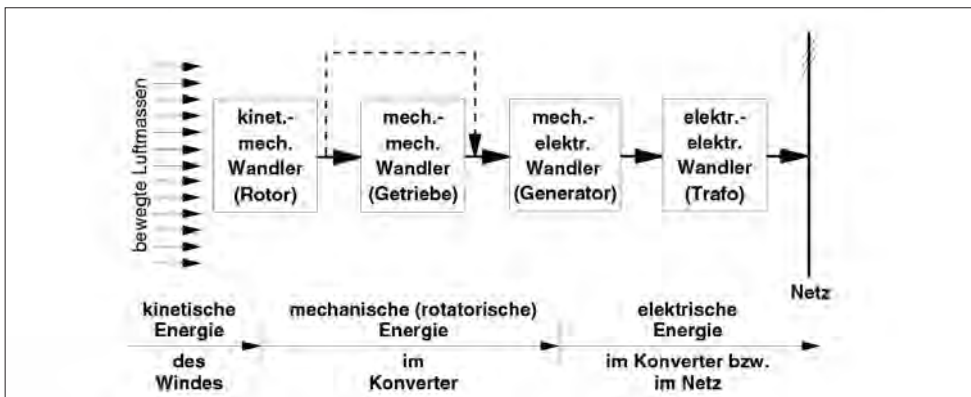 bewegte Luftmassen
kinet.-
mech.
Wandler
(Rotor)
mech.-
mech.
Wandler
(Getriebe)
mech.-
elektr.
Wandler
(Generator)
elektr.-
elektr.
Wandler
(Trafo)
Netz
kinetische
Energie
des
Windes
mechanische (rotatorische)
Energie
im
Konverter
elektrische
Energie
im Konverter bzw.
im Netz